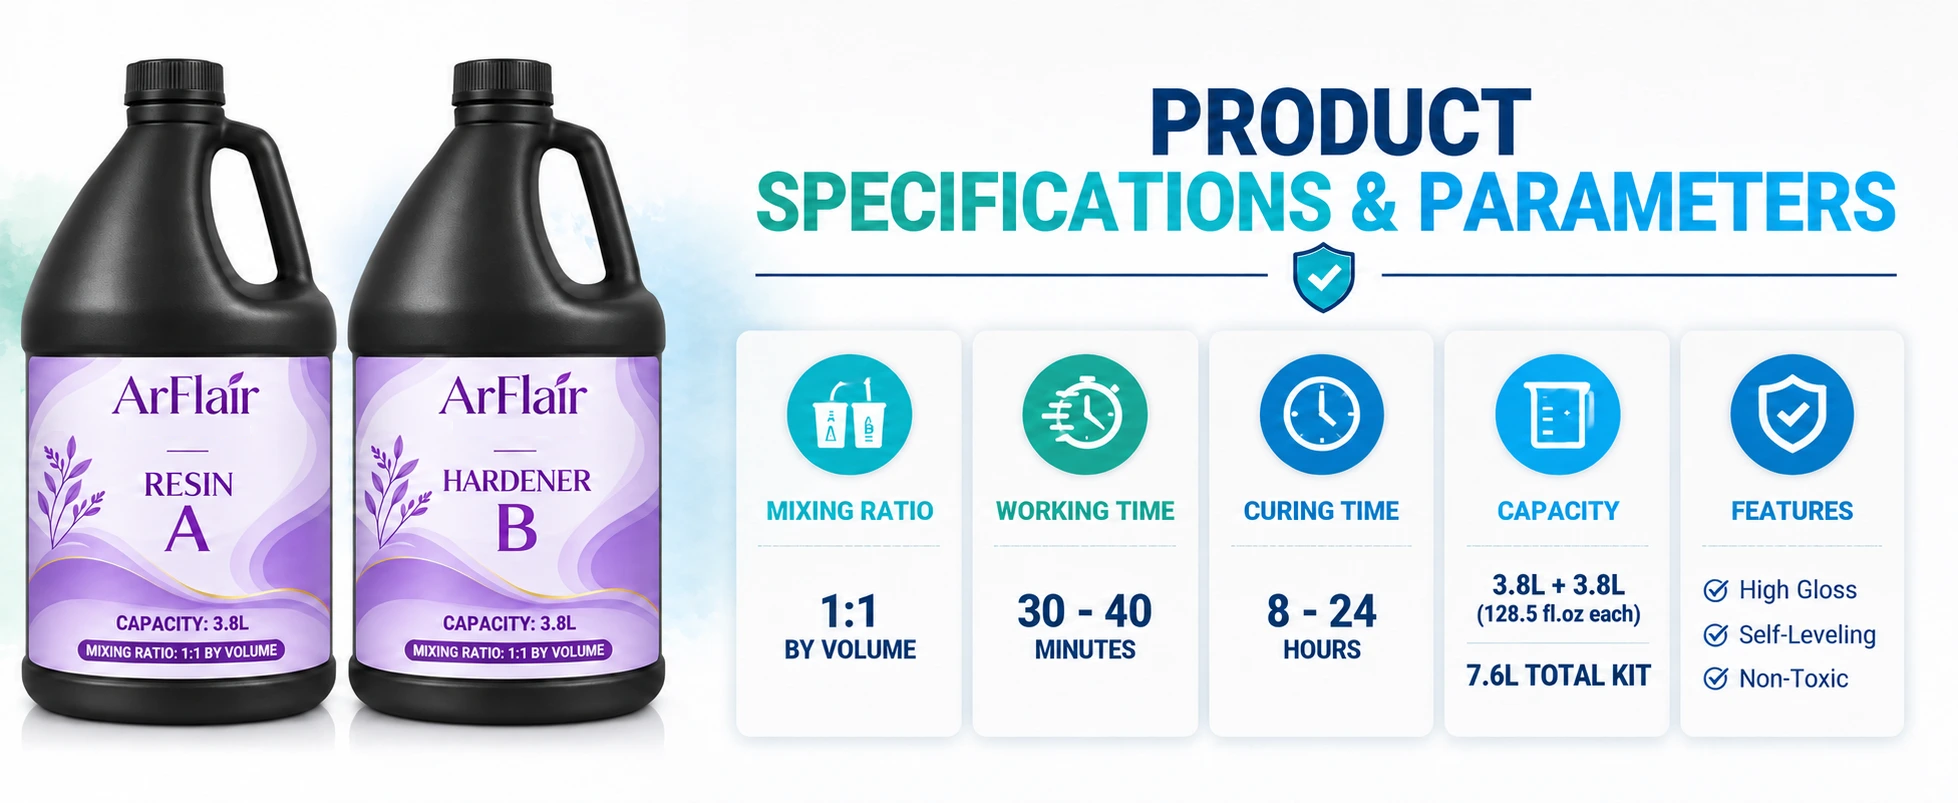 ArFlair
RESIN
A
CAPACITY: 3.8L
MIXING RATIO: 1:1 BY VOLUME
ArFlair
HARDENER
B
CAPACITY: 3.8L
MIXING RATIO: 1:1 BY VOLUME
PRODUCT
SPECIFICATIONS & PARAMETERS
MIXING RATIO
1:1
BY VOLUME
WORKING TIME
30 - 40
MINUTES
CURING TIME
8 - 24
HOURS
CAPACITY
3.8L + 3.8L
(128.5 fl.oz each)
7.6L TOTAL KIT
FEATURES
High Gloss
Self-Leveling
Non-Toxic